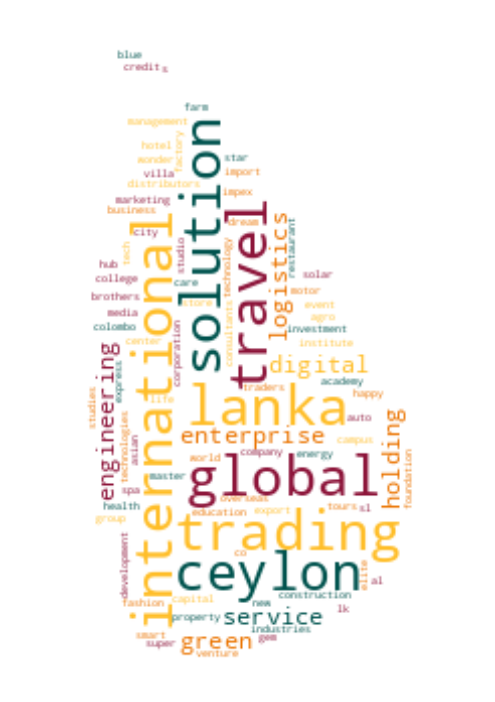 blue
credit s
farm
management
solution
hotel
factory
wonder
star
villa
import
distributors
impex
marketing
travel
business
international
dream
logistics
restaurant
city
tech
studio
technology
hub
solar
college
care
motor
brothers
store
event
media
agro
colombo
corporation
consultants
investment
center
institute
engineering
express
digital
academy
traders
studies
life
lanka
happy
auto
holding
technologies
asian
enterprise
campus
company
energy
world
global
foundation
master
spa
overseas
health
education
export
tours
sl
group
trading
development
co
ceylon
elite
al
construction
fashion
capital
new
lk
property
service
smart
industries
super
green
gem
venture